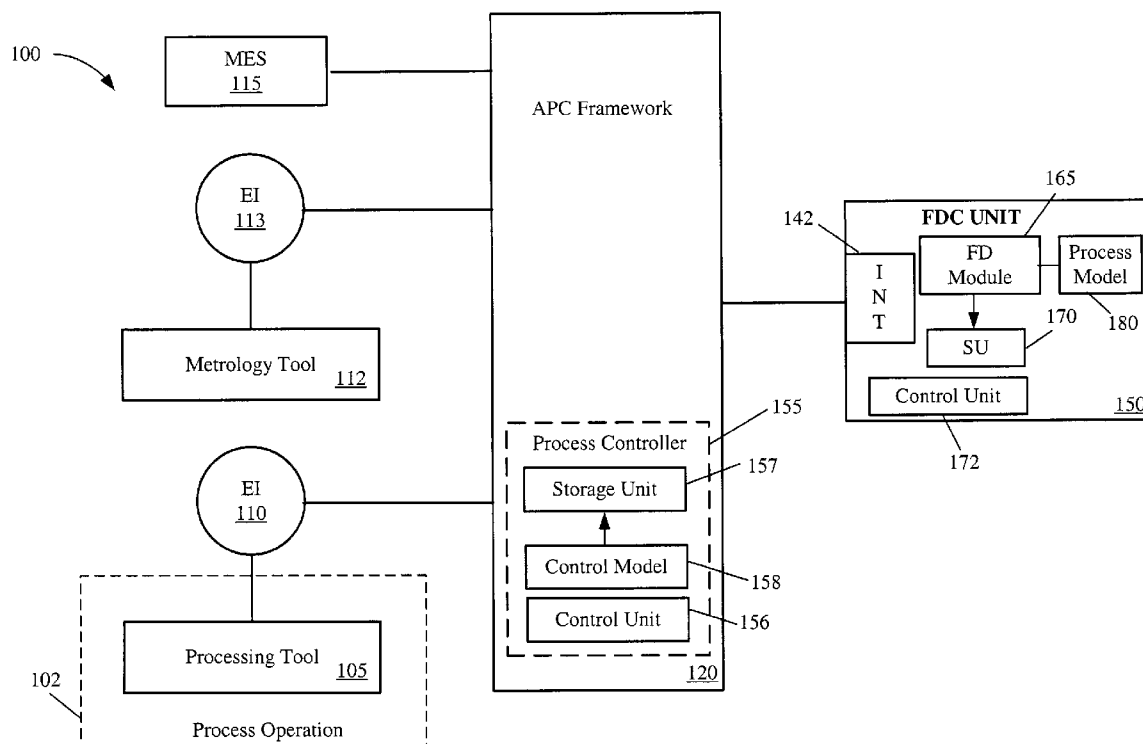 100
MES
115
APC Framework
EI
113
165
142
FDC UNIT
I
N
T
FD
Module
Process
Model
180
170
SU
Control Unit
150
172
Metrology Tool
112
155
Process Controller
157
Storage Unit
EI
110
Control Model
158
Control Unit
156
120
Processing Tool
105
102
Process Operation